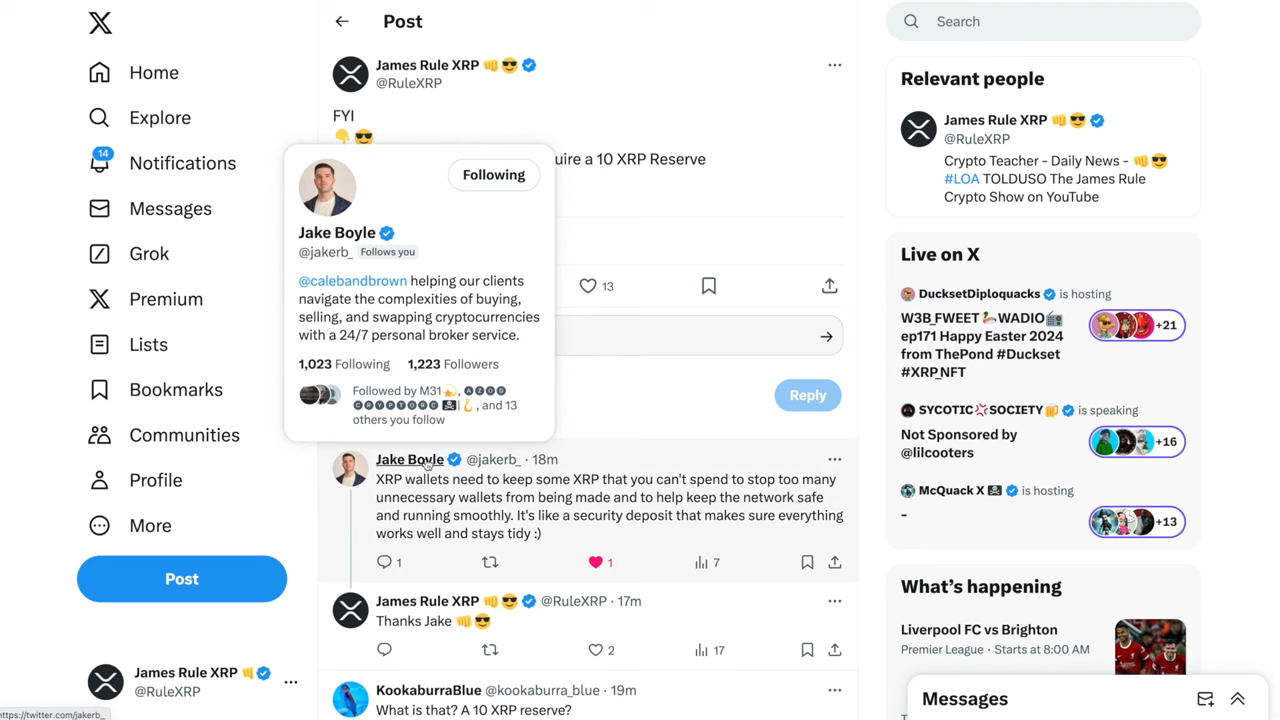 Home
Explore
14
Notifications
Messages
Grok
Premium
Lists
Bookmarks
Communities
Profile
More
Post
James Rule XRP 👊😎
@RuleXRP
https://twitter.com/jakerb_
← Post
James Rule XRP 👊😎
@RuleXRP
FYI
👇😎
uire a 10 XRP Reserve
13
Following
Jake Boyle
@jakerb_ Follows you
@calebandbrown helping our clients
navigate the complexities of buying,
selling, and swapping cryptocurrencies
with a 24/7 personal broker service.
1,023 Following 1,223 Followers
Followed by M31💫, 🅐🅩🅞🅞
🅒🅡🅨🅟🅣🅞🅡🅒 🏴‍☠️|🪝, and 13
others you follow
Reply
Jake Boyle @jakerb_ · 18m
XRP wallets need to keep some XRP that you can't spend to stop too many
unnecessary wallets from being made and to help keep the network safe
and running smoothly. It's like a security deposit that makes sure everything
works well and stays tidy :)
1 1 7
James Rule XRP 👊😎 @RuleXRP · 17m
Thanks Jake 👊😎
2 17
KookaburraBlue @kookaburra_blue · 19m
What is that? A 10 XRP reserve?
Search
Relevant people
James Rule XRP 👊😎
@RuleXRP
Crypto Teacher - Daily News - 👊😎
#LOA TOLDUSO The James Rule
Crypto Show on YouTube
Live on X
DucksetDiploquacks is hosting
W3B_FWEET 🦆WADIO📻
ep171 Happy Easter 2024
from ThePond #Duckset
#XRP_NFT
+21
SYCOTIC💢SOCIETY🍺 is speaking
Not Sponsored by
@lilcooters
+16
McQuack X 🏴‍☠️ is hosting
-
+13
What's happening
Liverpool FC vs Brighton
Premier League · Starts at 8:00 AM
Messages